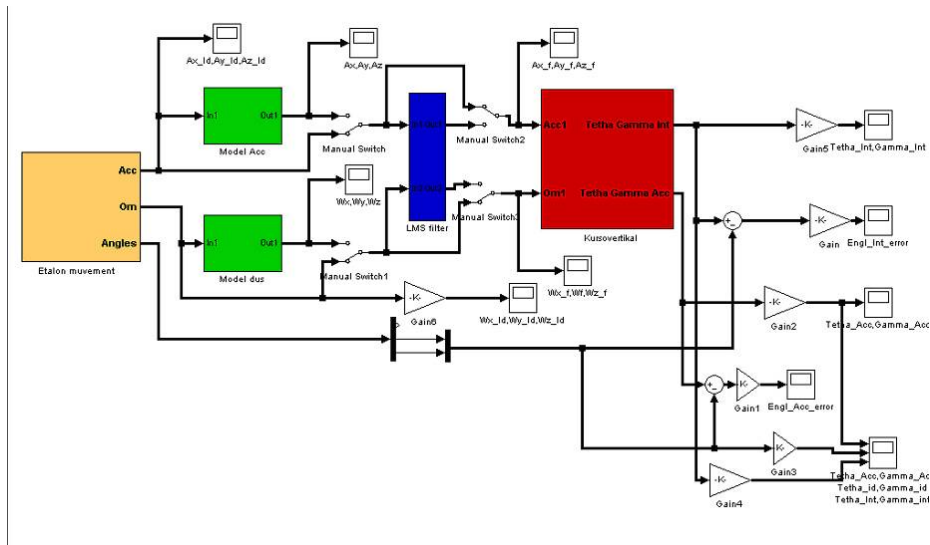 Ax_Id,Ay_Id,Az_Id
Ax,Ay,Az
Ax_f,Ay_f,Az_f
In1
Out1
Model Acc
Manual Switch
Manual Switch2
Acc1
Tetha Gamma Int
-K-
Gain5
Tetha_Int,Gamma_Int
Acc
Om
Angles
Etalon muvement
Wx,Wy,Wz
In1
Out1
Model dus
Manual Switch1
LMS filter
Manual Switch3
Om1
Tetha Gamma Acc
Kursovertikal
-K-
Gain
Engl_Int_error
Wx_f,Wf,Wz_f
-K-
Gain6
Wx_Id,Wy_Id,Wz_Id
-K-
Gain2
Tetha_Acc,Gamma_Acc
K-
Gain1
Engl_Acc_error
K-
Gain3
-K-
Gain4
Tetha_Acc,Gamma_Ac
Tetha_id,Gamma_id
Tetha_Int,Gamma_int